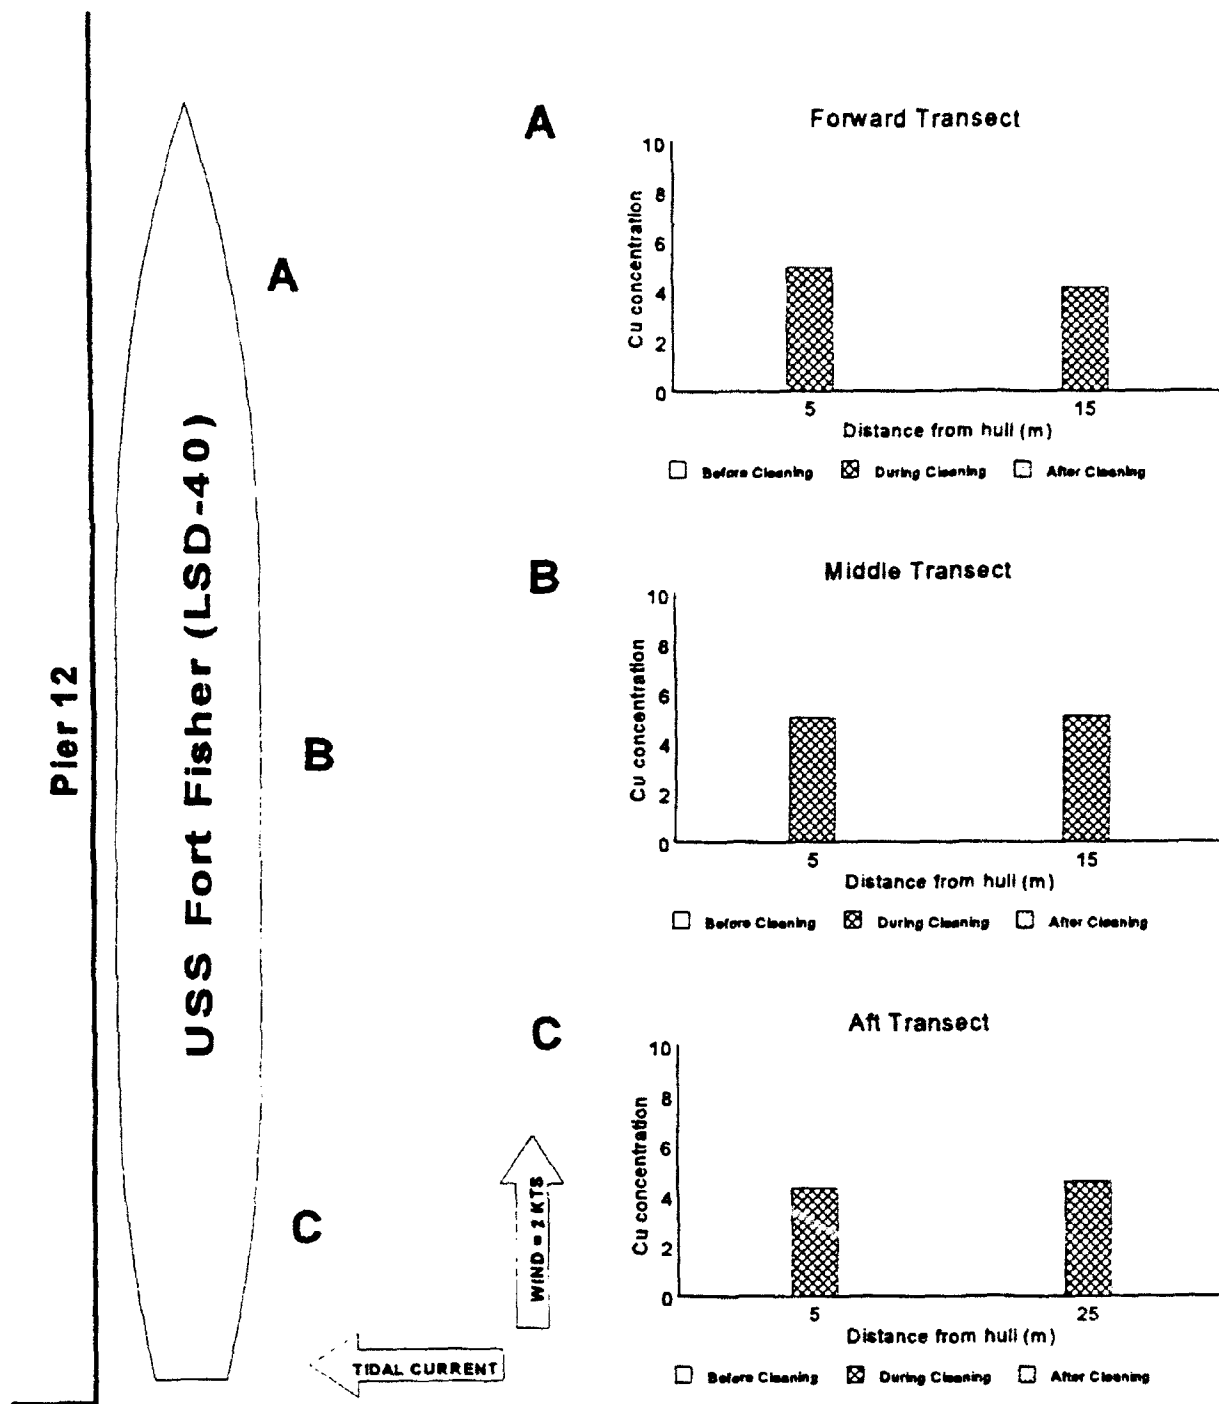 Pier 12
USS Fort Fisher (LSD-40)
A
B
C
WIND = 2 KTS
TIDAL CURRENT
A
Forward Transect
Cu concentration
10
8
6
4
2
0
5 15
Distance from hull (m)
Before Cleaning During Cleaning After Cleaning
B
Middle Transect
Cu concentration
10
8
6
4
2
0
5 15
Distance from hull (m)
Before Cleaning During Cleaning After Cleaning
C
Aft Transect
Cu concentration
10
8
6
4
2
0
5 25
Distance from hull (m)
Before Cleaning During Cleaning After Cleaning